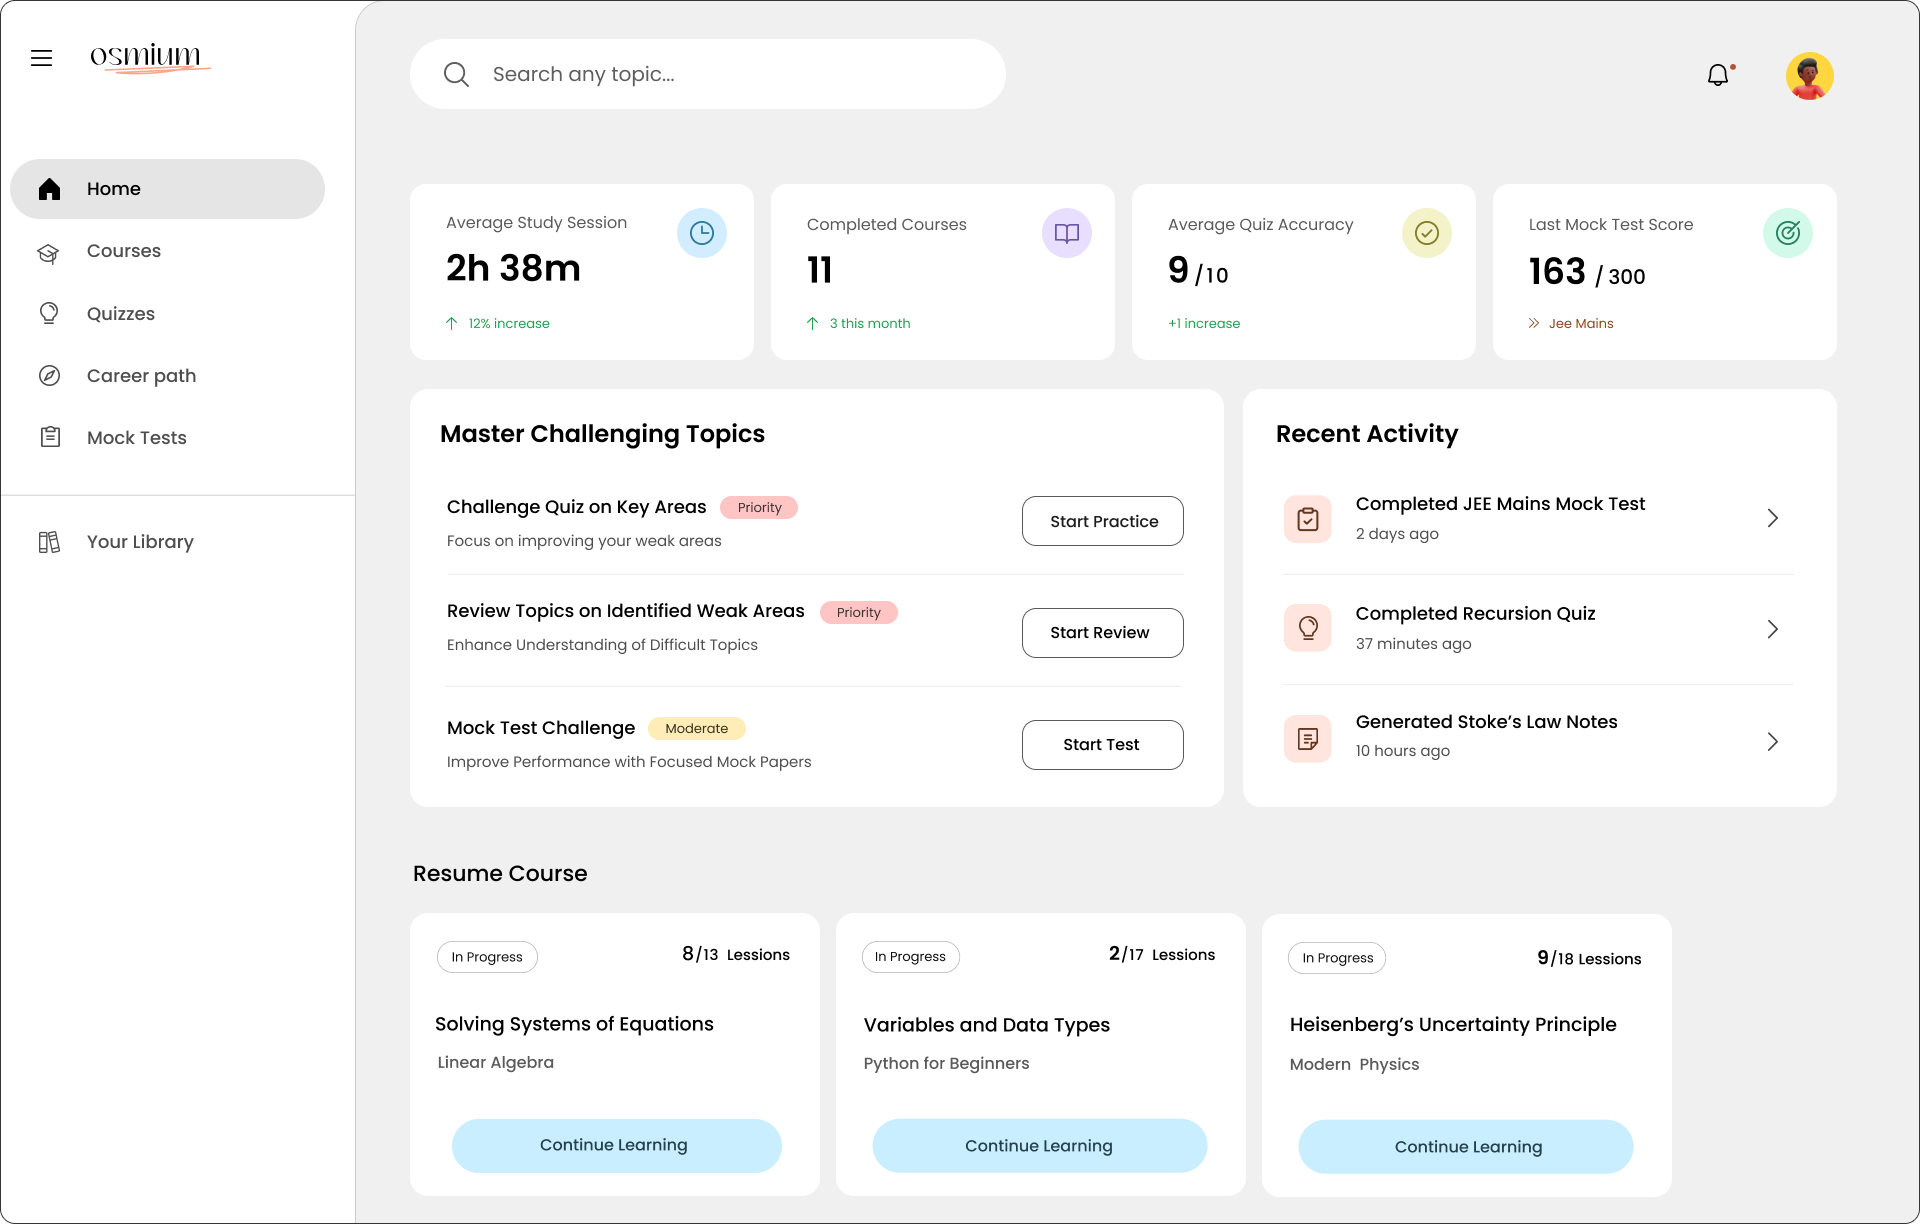 osmium
Search any topic...
Home
Courses
Quizzes
Career path
Mock Tests
Your Library
Average Study Session
2h 38m
12% increase
Completed Courses
11
3 this month
Average Quiz Accuracy
9 /10
+1 increase
Last Mock Test Score
163 / 300
Jee Mains
Master Challenging Topics
Challenge Quiz on Key Areas Priority
Focus on improving your weak areas
Start Practice
Review Topics on Identified Weak Areas Priority
Enhance Understanding of Difficult Topics
Start Review
Mock Test Challenge Moderate
Improve Performance with Focused Mock Papers
Start Test
Recent Activity
Completed JEE Mains Mock Test
2 days ago
Completed Recursion Quiz
37 minutes ago
Generated Stoke’s Law Notes
10 hours ago
Resume Course
In Progress 8/13 Lessions
Solving Systems of Equations
Linear Algebra
Continue Learning
In Progress 2/17 Lessions
Variables and Data Types
Python for Beginners
Continue Learning
In Progress 9/18 Lessions
Heisenberg’s Uncertainty Principle
Modern Physics
Continue Learning